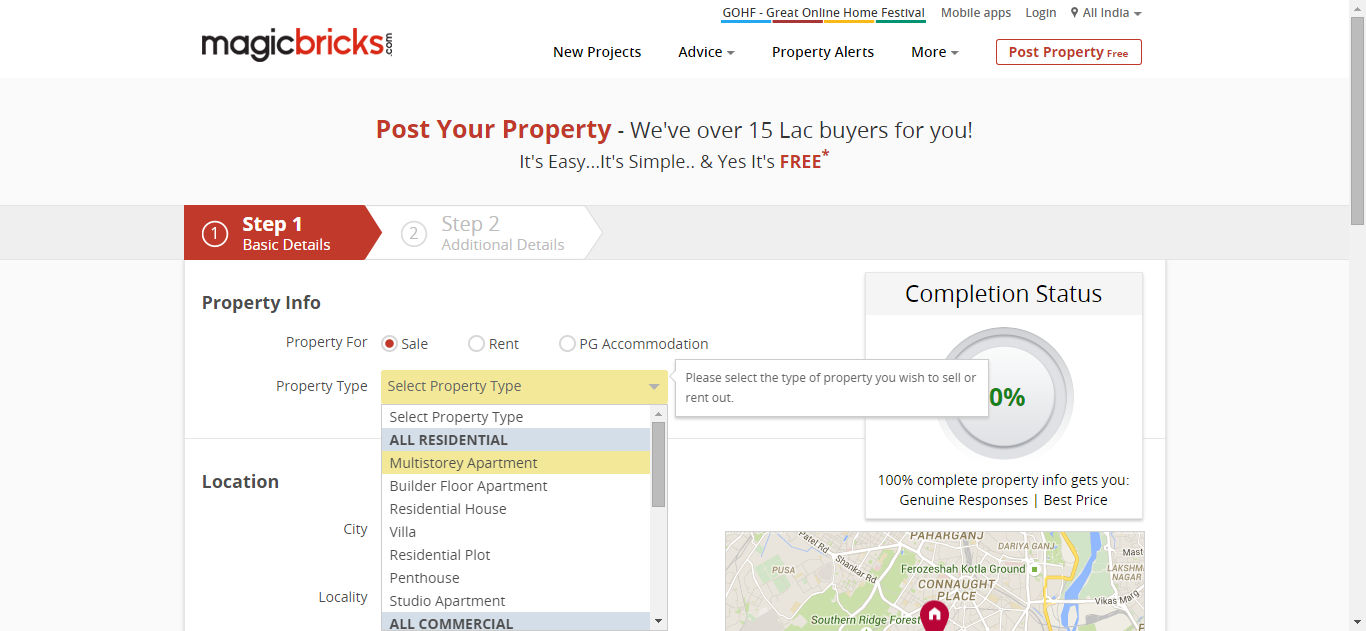 GOHF - Great Online Home Festival Mobile apps Login All India
magicbricks.com
New Projects Advice Property Alerts More Post Property Free
Post Your Property - We've over 15 Lac buyers for you!
It's Easy...It's Simple.. & Yes It's FREE*
1 Step 1
Basic Details
2 Step 2
Additional Details
Property Info
Property For Sale Rent PG Accommodation
Property Type Select Property Type
Please select the type of property you wish to sell or
rent out.
Select Property Type
ALL RESIDENTIAL
Multistorey Apartment
Builder Floor Apartment
Residential House
Villa
Residential Plot
Penthouse
Studio Apartment
ALL COMMERCIAL
Location
City
Locality
Completion Status
0%
100% complete property info gets you:
Genuine Responses | Best Price
Patel Rd
PAHARGANJ
DARIYA GANJ
Mast
Shankar Rd
PUSA
Ferozeshah Kotla Ground
LAKSHM
NAGAR
CONNAUGHT
PLACE
Vikas Marg
Southern Ridge Forest